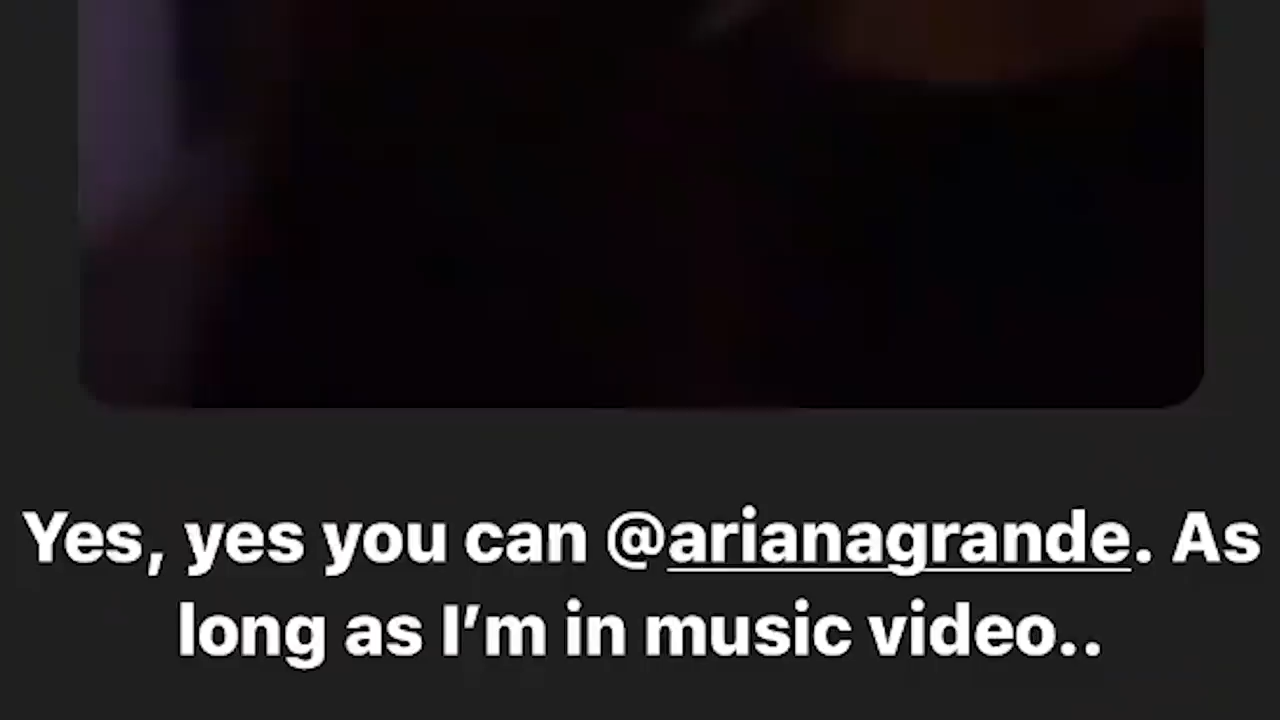 Yes, yes you can @arianagrande. As
long as I’m in music video..